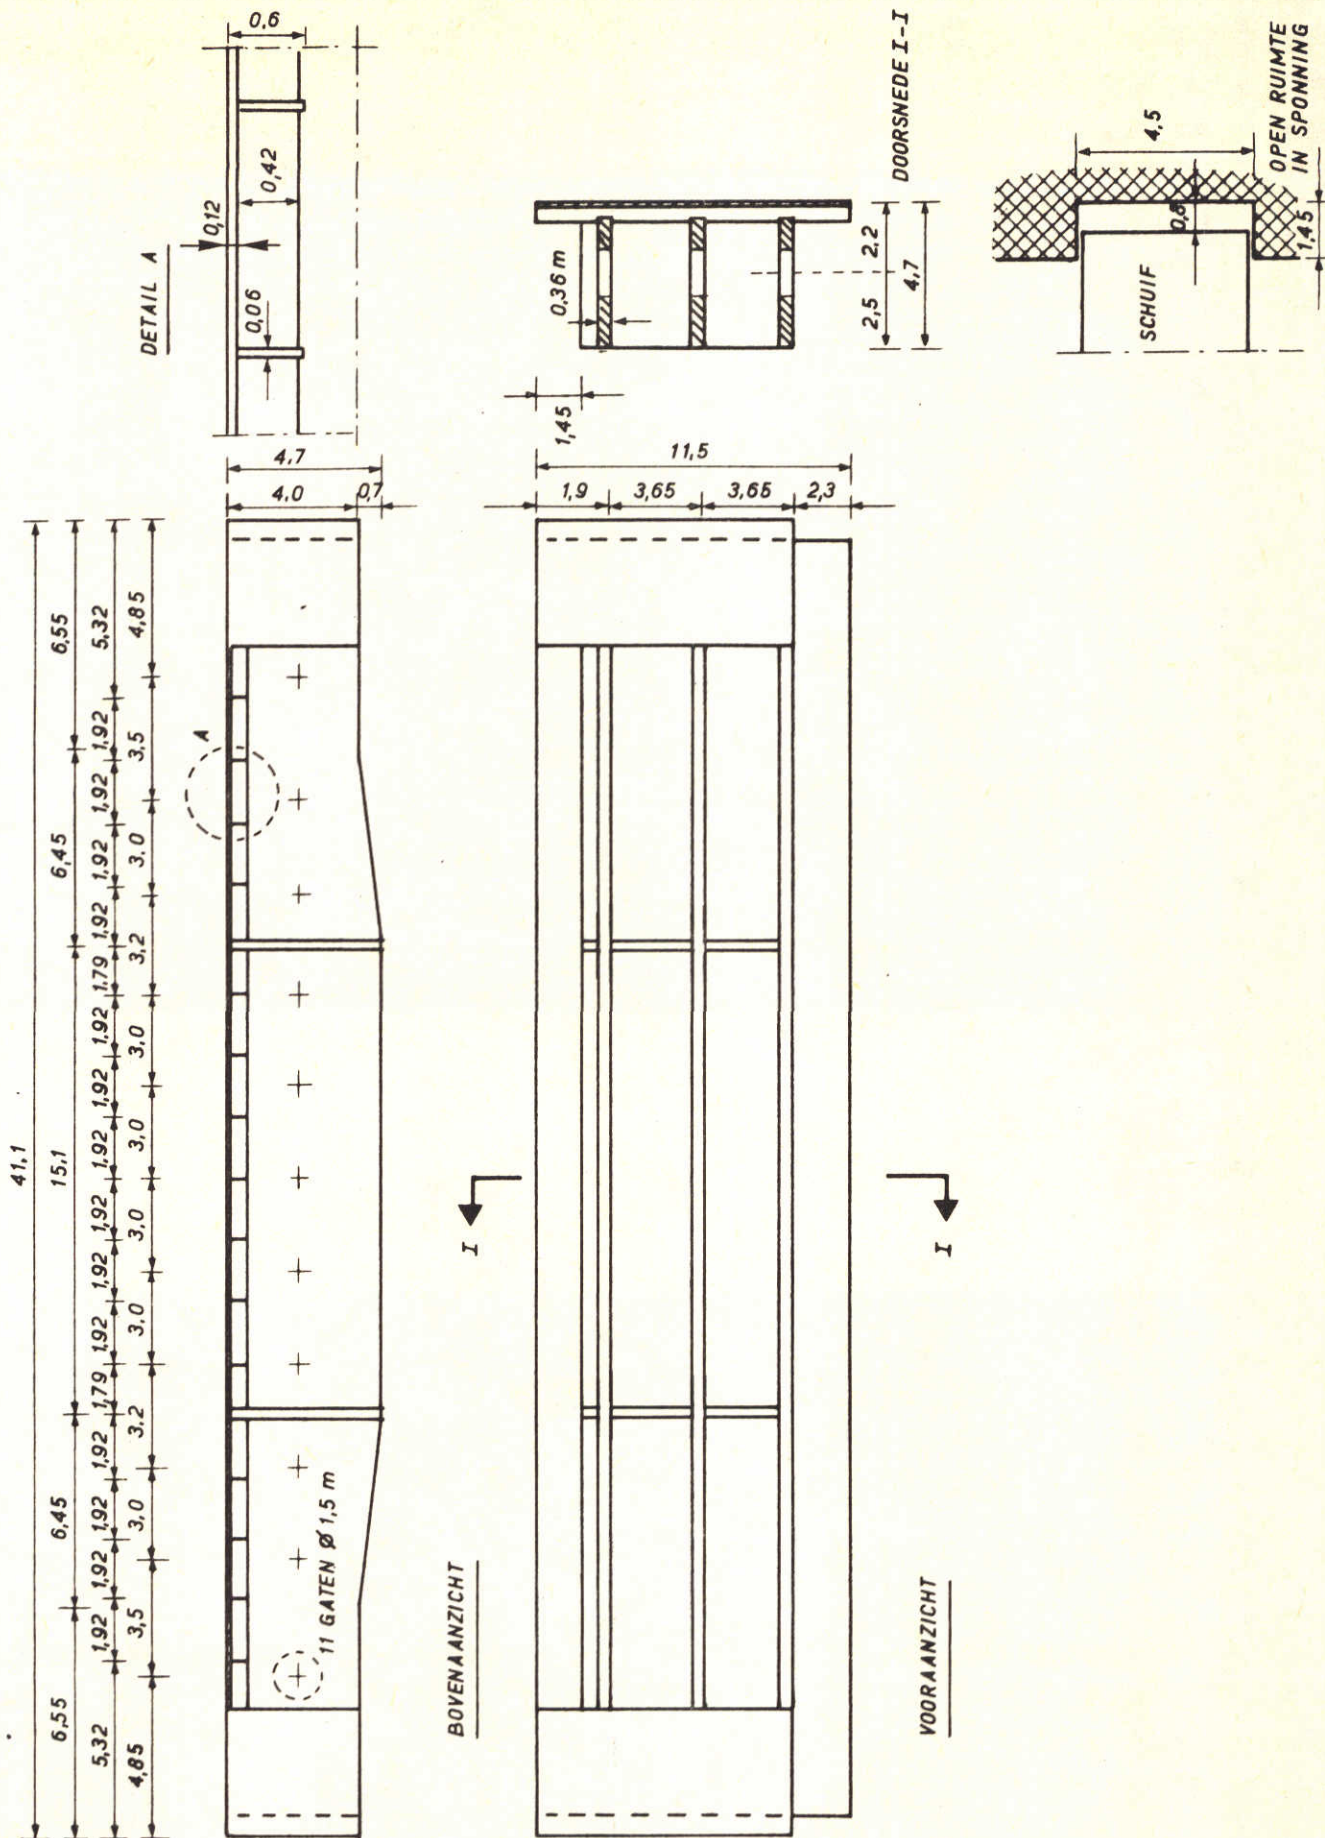 41,1
6,55 6,45 15,1 6,45 6,55
5,32 1,92 1,92 1,92 1,92 1,79 1,92 1,92 1,92 1,92 1,92 1,92 1,79 1,92 1,92 1,92 1,92 5,32
4,85 3,5 3,0 3,2 3,0 3,0 3,0 3,0 3,2 3,0 3,5 4,85
A
4,7
4,0 0,7
11 GATEN Ø 1,5 m
BOVENAANZICHT
DETAIL A
0,6
0,12
0,42
0,06
I
11,5
1,9 3,65 3,65 2,3
I
VOORAANZICHT
1,45
0,36 m
2,5 2,2
4,7
DOORSNEDE I-I
SCHUIF
4,5
0,8
1,45
OPEN RUIMTE
IN SPONNING